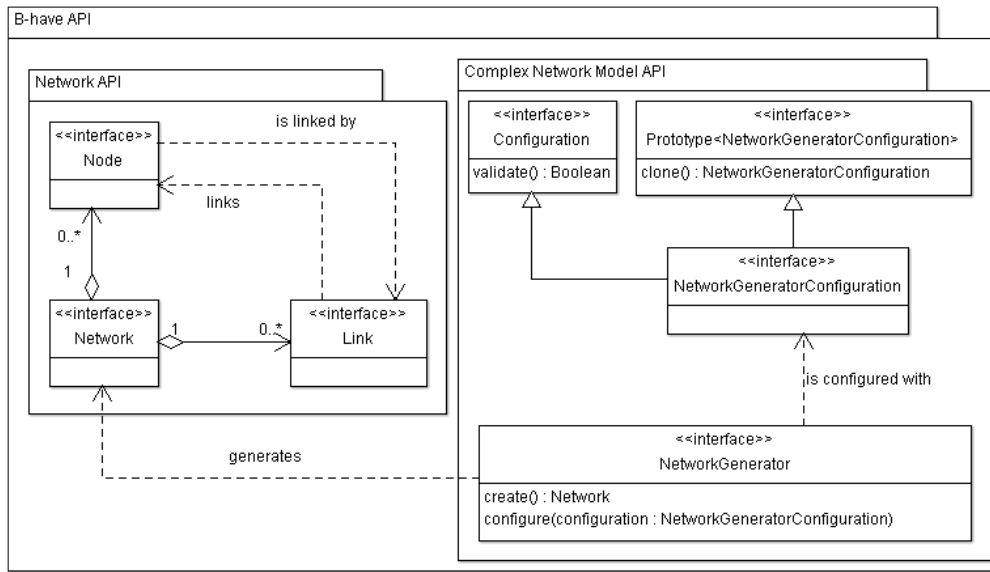 B-have API
Network API
Complex Network Model API
<<interface>>
Node
is linked by
links
0..*
1
<<interface>>
Network
1
0..*
<<interface>>
Link
<<interface>>
Configuration
validate() : Boolean
<<interface>>
Prototype<NetworkGeneratorConfiguration>
clone() : NetworkGeneratorConfiguration
<<interface>>
NetworkGeneratorConfiguration
is configured with
generates
<<interface>>
NetworkGenerator
create() : Network
configure(configuration : NetworkGeneratorConfiguration)